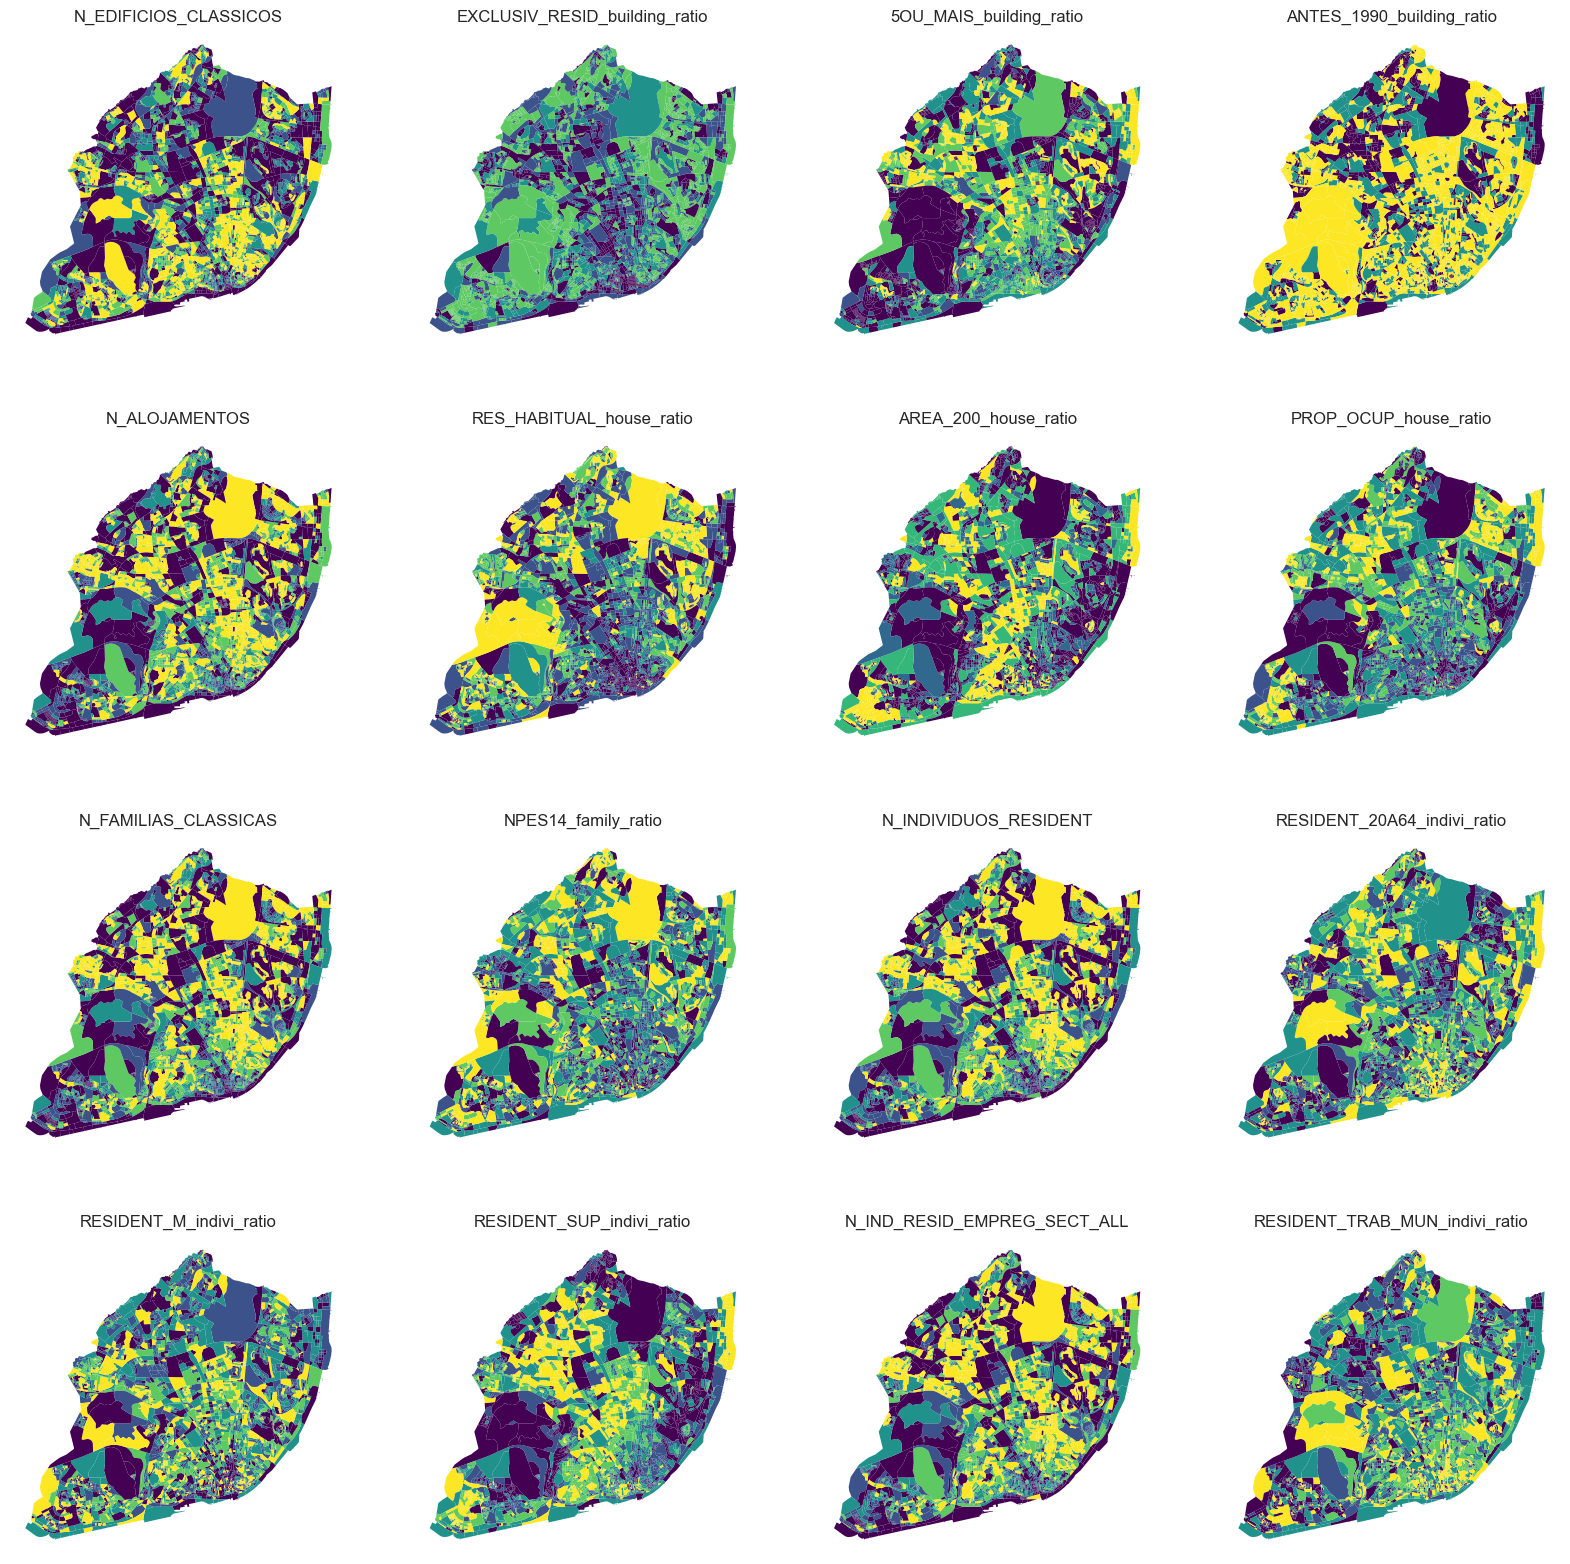 N_EDIFICIOS_CLASSICOS
EXCLUSIV_RESID_building_ratio
5OU_MAIS_building_ratio
ANTES_1990_building_ratio
N_ALOJAMENTOS
RES_HABITUAL_house_ratio
AREA_200_house_ratio
PROP_OCUP_house_ratio
N_FAMILIAS_CLASSICAS
NPES14_family_ratio
N_INDIVIDUOS_RESIDENT
RESIDENT_20A64_indivi_ratio
RESIDENT_M_indivi_ratio
RESIDENT_SUP_indivi_ratio
N_IND_RESID_EMPREG_SECT_ALL
RESIDENT_TRAB_MUN_indivi_ratio